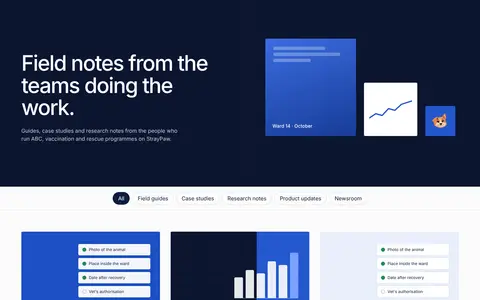 Field notes from the
teams doing the
work.
Guides, case studies and research notes from the people who
run ABC, vaccination and rescue programmes on StrayPaw.
Ward 14 · October
All
Field guides
Case studies
Research notes
Product updates
Newsroom
Photo of the animal
Place inside the ward
Date after recovery
Vet's authorisation
Photo of the animal
Place inside the ward
Date after recovery
Vet's authorisation